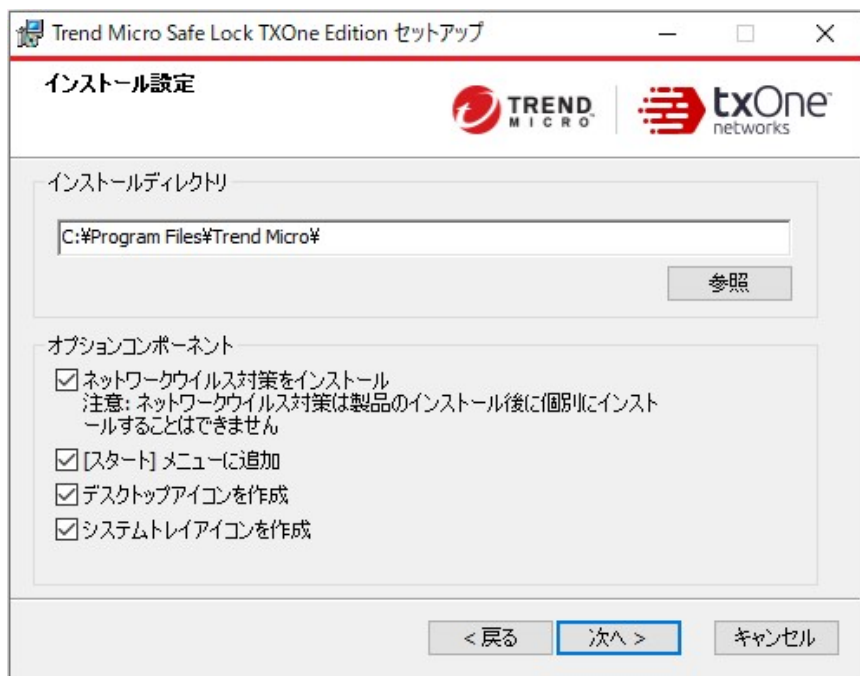 Trend Micro Safe Lock TXOne Edition セットアップ
インストール設定
TREND MICRO
txOne networks
インストールディレクトリ
C:¥Program Files¥Trend Micro¥
参照
オプションコンポーネント
ネットワークウイルス対策をインストール
注意: ネットワークウイルス対策は製品のインストール後に個別にインスト
ールすることはできません
[スタート] メニューに追加
デスクトップアイコンを作成
システムトレイアイコンを作成
< 戻る
次へ >
キャンセル